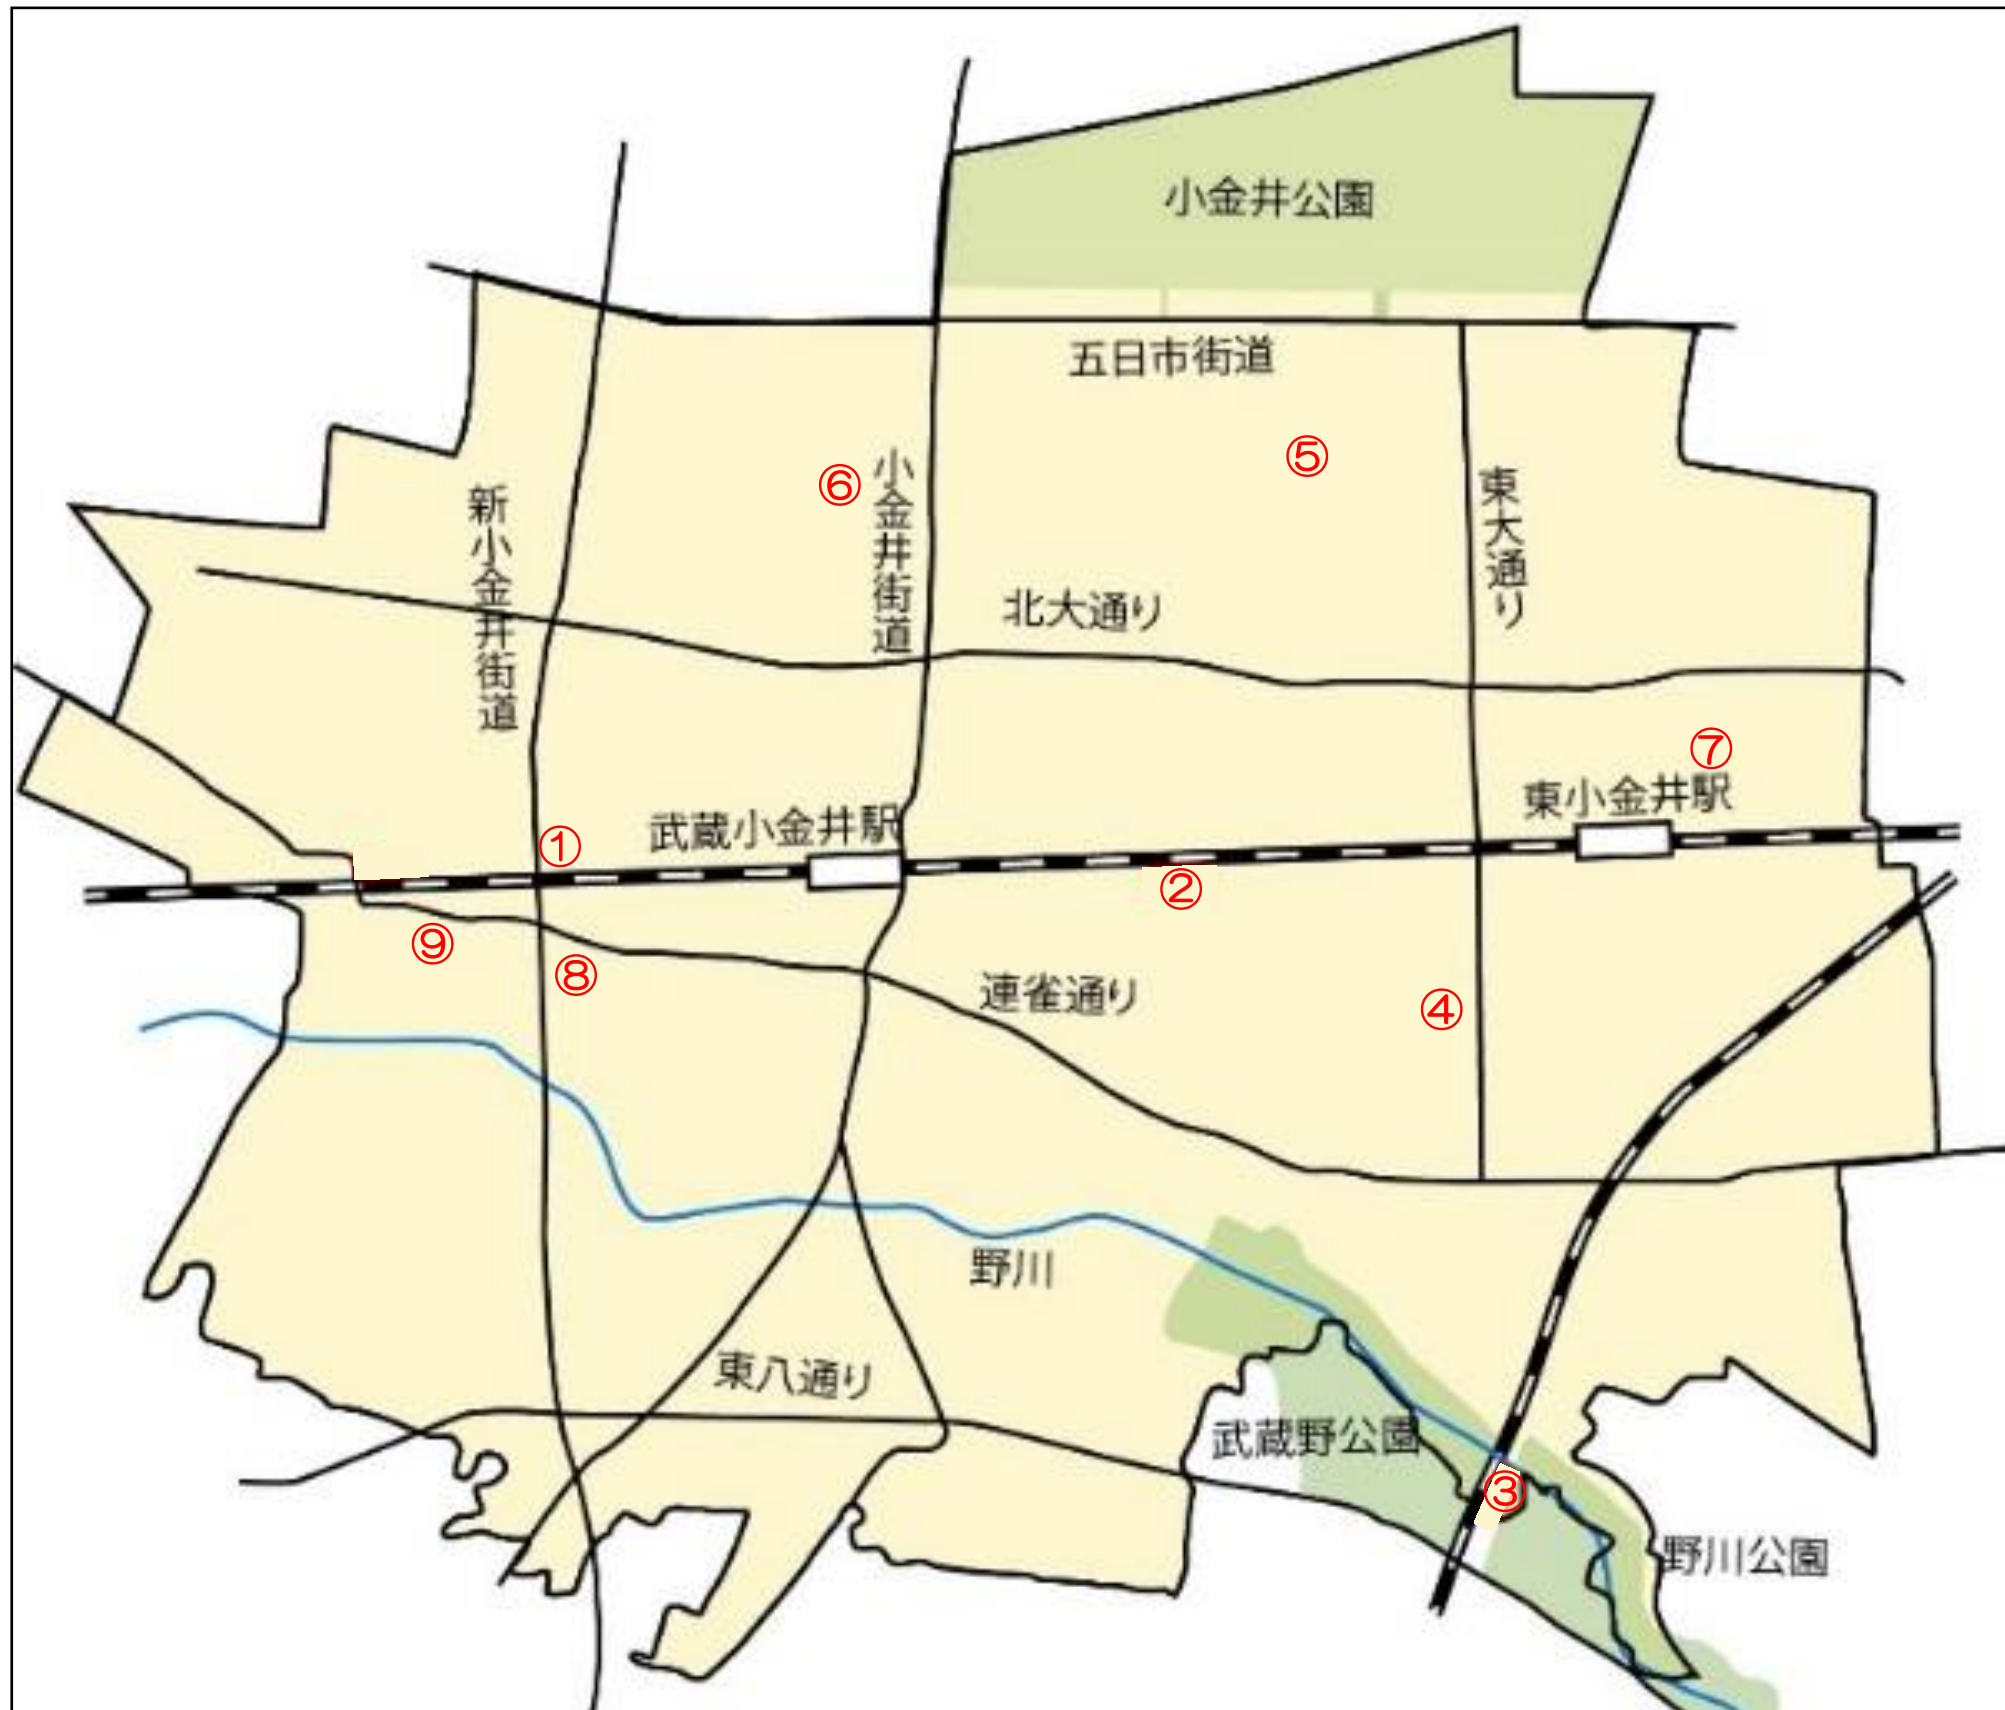 小金井公園
五日市街道
⑤
⑥
小金井街道
東大通り
新小金井街道
北大通り
⑦
東小金井駅
武蔵小金井駅
①
②
⑨
⑧
連雀通り
④
野川
東八通り
武蔵野公園
③
野川公園